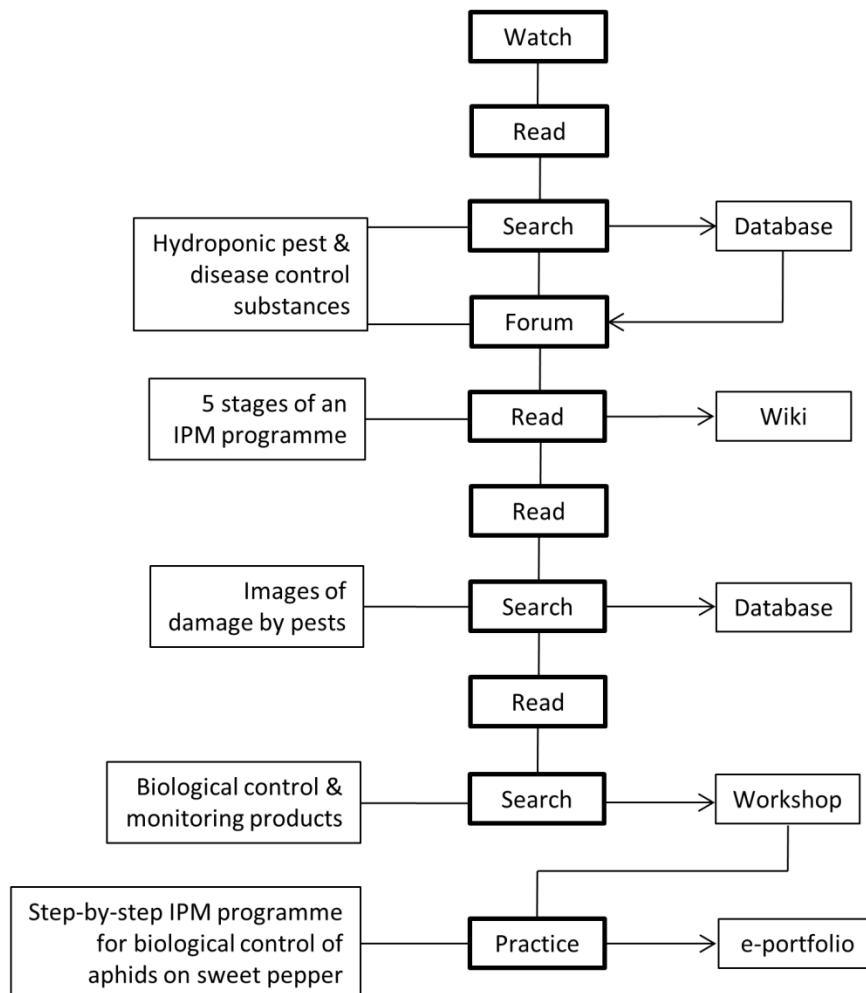 Watch
Read
Search
Database
Hydroponic pest &
disease control
substances
Forum
5 stages of an
IPM programme
Read
Wiki
Read
Images of
damage by pests
Search
Database
Read
Biological control &
monitoring products
Search
Workshop
Step-by-step IPM programme
for biological control of
aphids on sweet pepper
Practice
e-portfolio